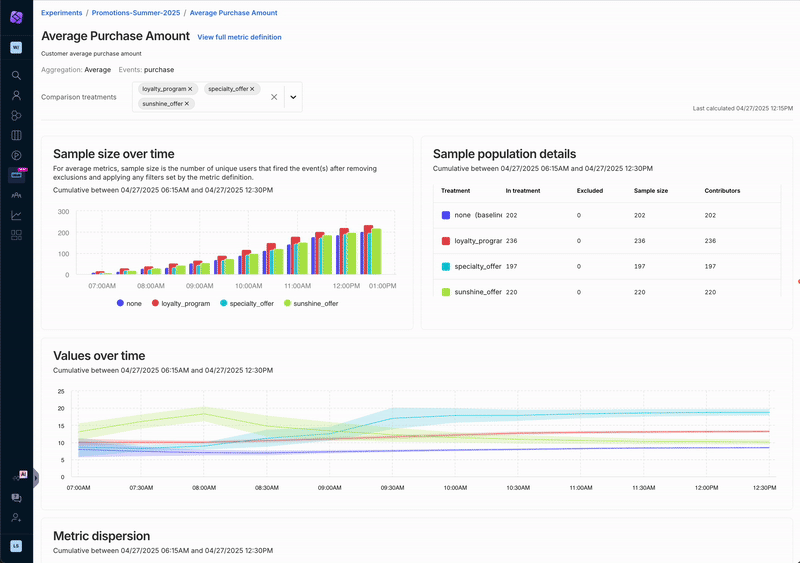 Experiments / Promotions-Summer-2025 / Average Purchase Amount
W/
Average Purchase Amount View full metric definition
Customer average purchase amount
Aggregation: Average Events: purchase
Comparison treatments
loyalty_program × specialty_offer ×
sunshine_offer ×
Last calculated 04/27/2025 12:15PM
Sample size over time
For average metrics, sample size is the number of unique users that fired the event(s) after removing
exclusions and applying any filters set by the metric definition.
Cumulative between 04/27/2025 06:15AM and 04/27/2025 12:30PM
300
200
100
0
07:00AM 08:00AM 09:00AM 10:00AM 11:00AM 12:00PM 01:00PM
none loyalty_program specialty_offer sunshine_offer
Sample population details
Cumulative between 04/27/2025 06:15AM and 04/27/2025 12:30PM
Treatment In treatment Excluded Sample size Contributors
none (baselin 202 0 202 202
loyalty_prograr 236 0 236 236
specialty_offer 197 0 197 197
sunshine_offer 220 0 220 220
Values over time
Cumulative between 04/27/2025 06:15AM and 04/27/2025 12:30PM
25
20
15
10
5
0
07:00AM 07:30AM 08:00AM 08:30AM 09:00AM 09:30AM 10:00AM 10:30AM 11:00AM 11:30AM 12:00PM 12:30PM
AI
Metric dispersion
Cumulative between 04/27/2025 06:15AM and 04/27/2025 12:30PM
LS